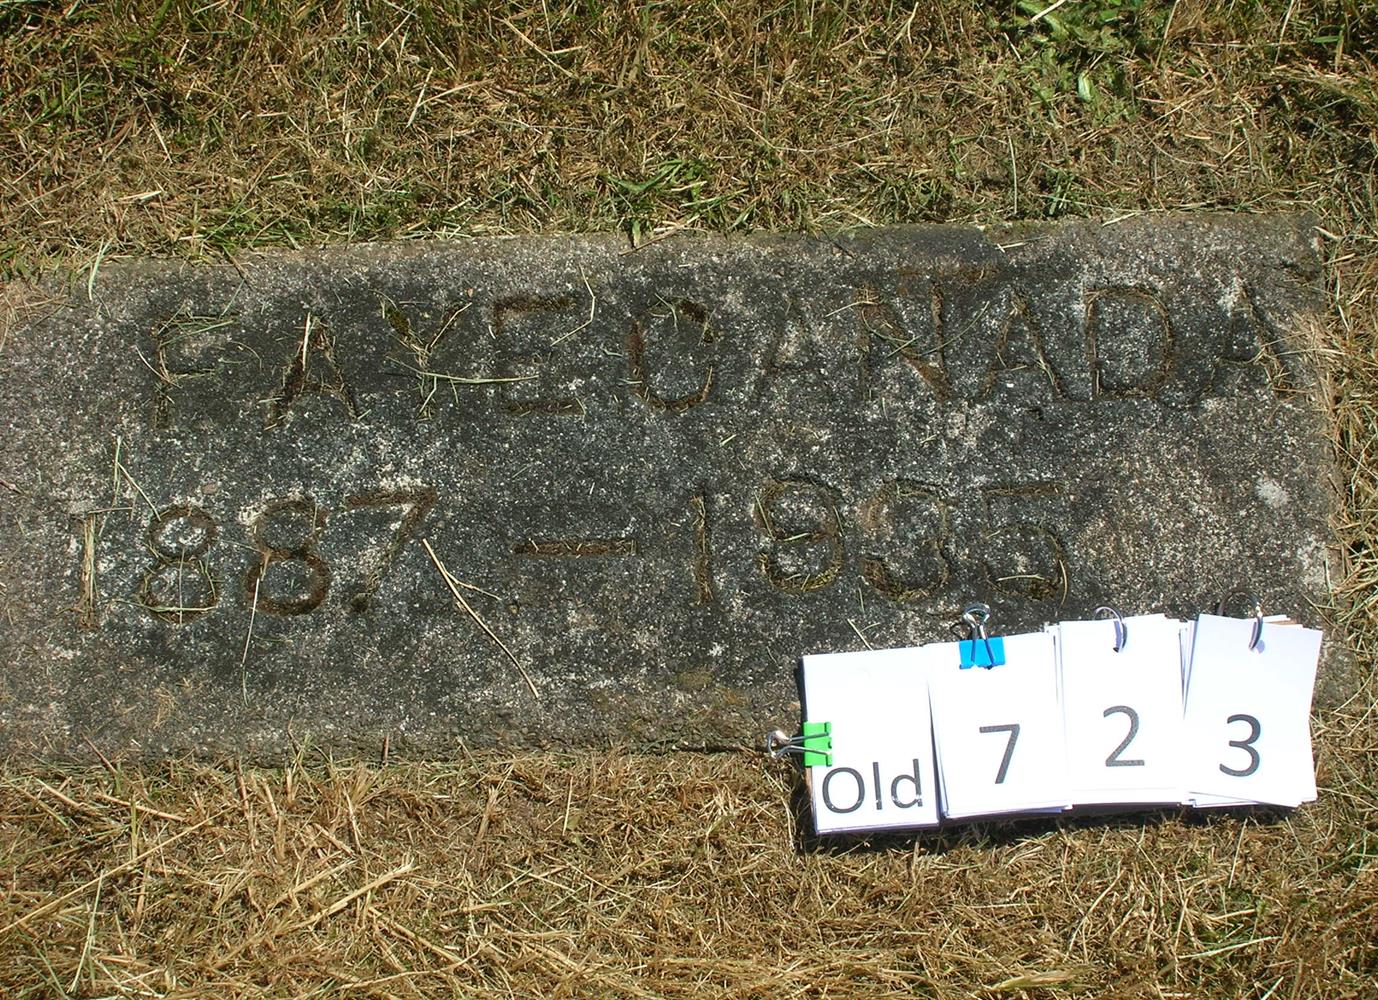 FAYE CANADA
1887 — 1935
Old 7 2 3